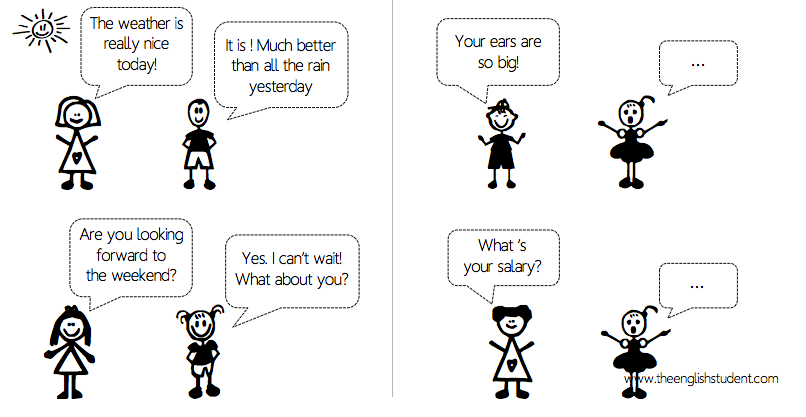 The weather is
really nice
today!
It is ! Much better
than all the rain
yesterday
Your ears are
so big!
...
Are you looking
forward to
the weekend?
Yes. I can't wait!
What about you?
What 's
your salary?
...
www.theenglishstudent.com